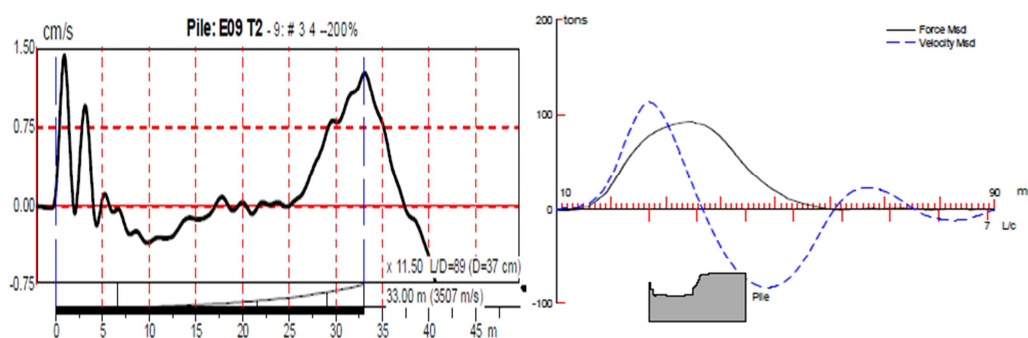 cm/s
Pile: E09 T2 - 9: # 3 4 --200%
1.50
0.75
0.00
-0.75
x 11.50 L/D=89 (D=37 cm)
33.00 m (3507 m/s)
0 5 10 15 20 25 30 35 40 45 m
200
tons
Force Msd
Velocity Msd
100
0
-100
10
90 m
7 L/c
Pile